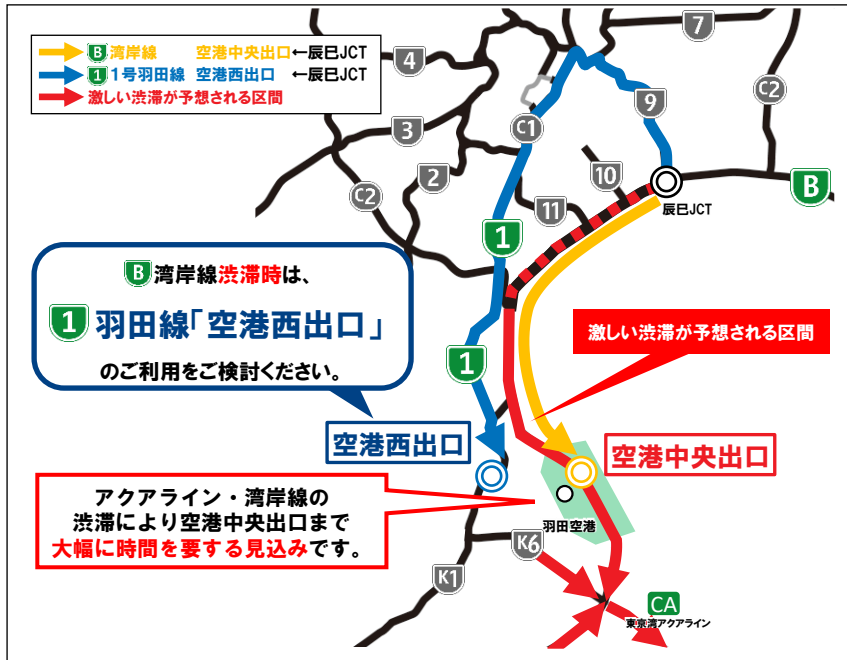 B 湾岸線 空港中央出口←辰巳JCT
1 1号羽田線 空港西出口 ←辰巳JCT
激しい渋滞が予想される区間
4
7
C2
3
C1
9
2
10
C2
11
B
辰巳JCT
1
B 湾岸線渋滞時は、
1 羽田線「空港西出口」
のご利用をご検討ください。
激しい渋滞が予想される区間
1
空港西出口
空港中央出口
アクアライン・湾岸線の
渋滞により空港中央出口まで
大幅に時間を要する見込みです。
羽田空港
K6
K1
CA
東京湾アクアライン